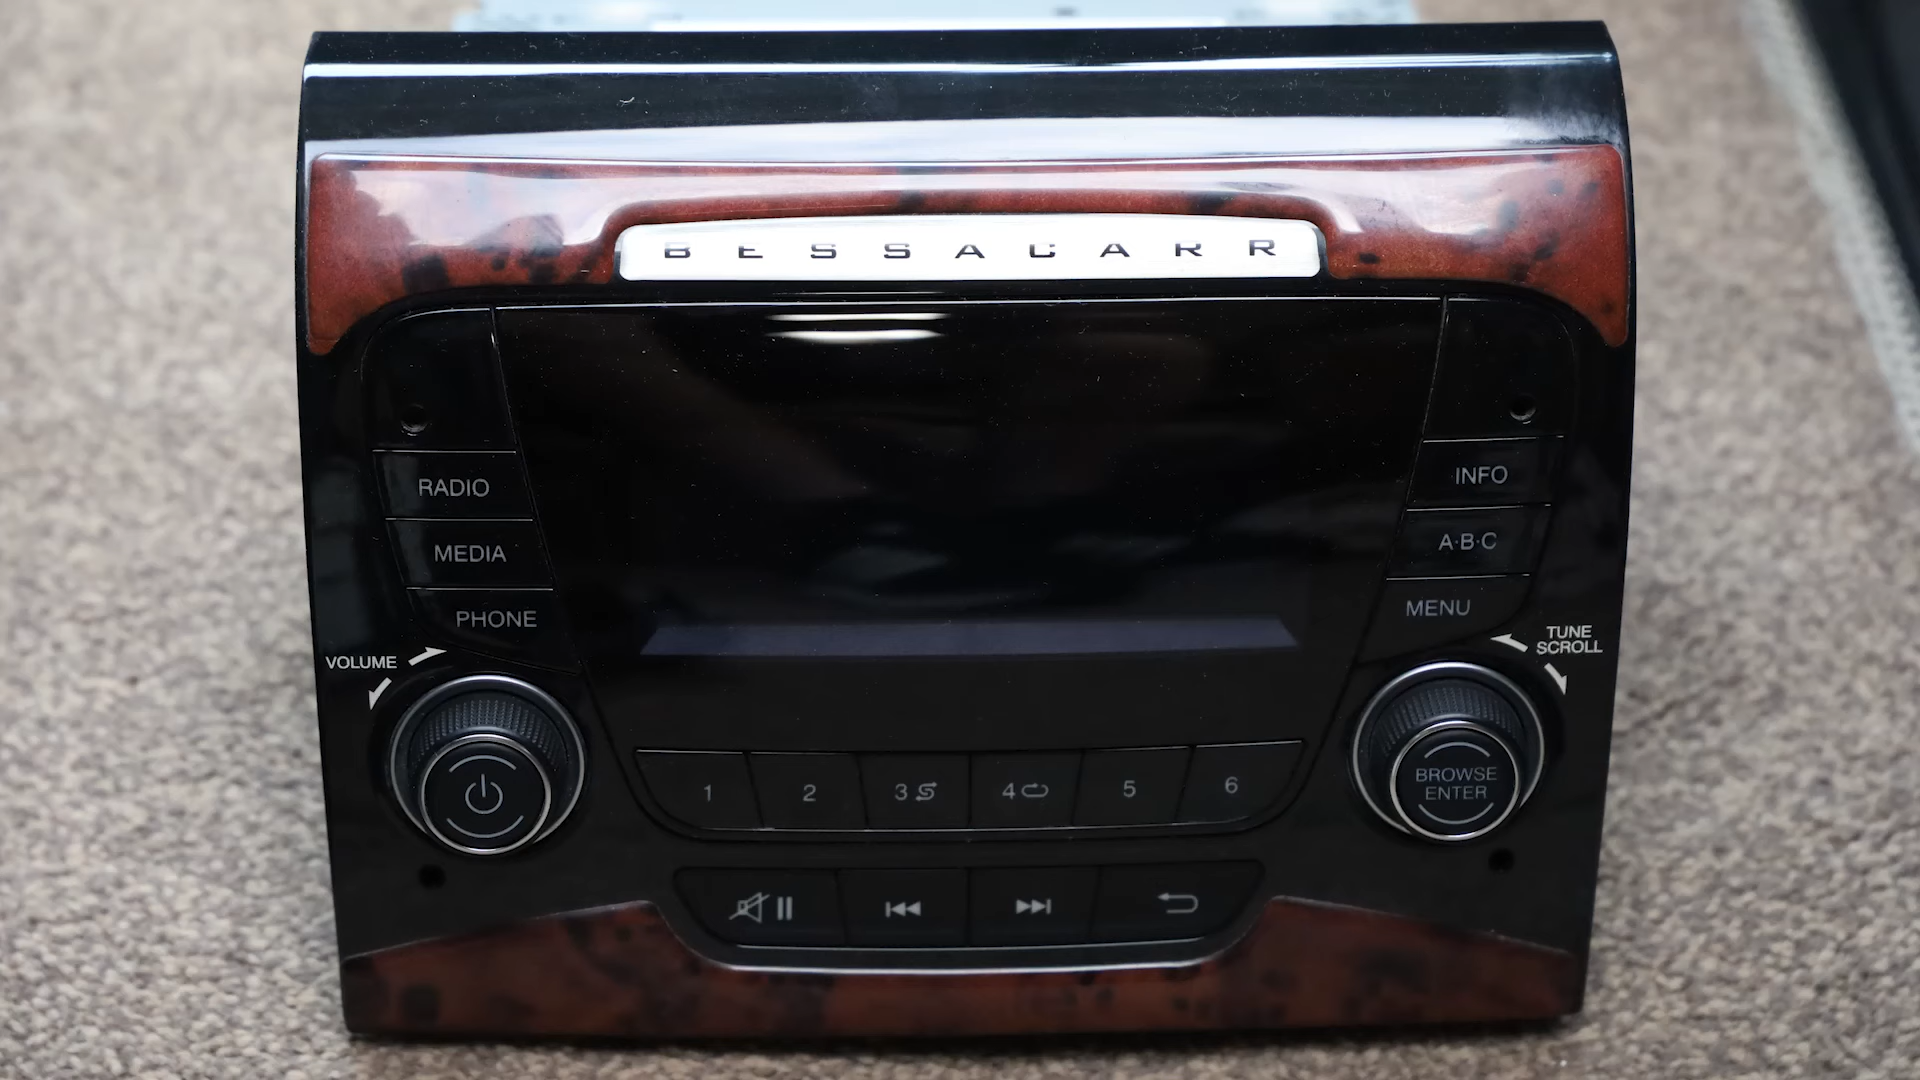 BESSACARR
RADIO
MEDIA
PHONE
VOLUME
INFO
A·B·C
MENU
TUNE
SCROLL
BROWSE
ENTER
1 2 3 4 5 6